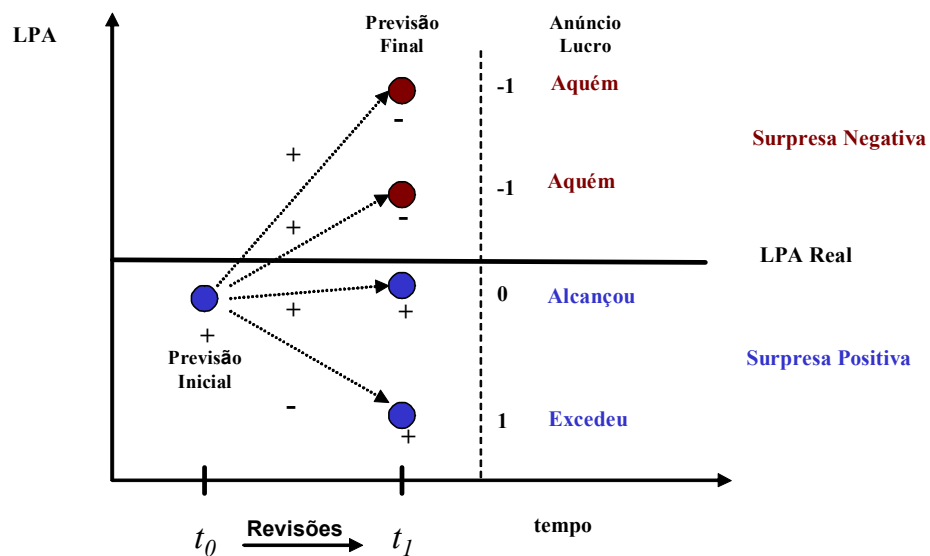 LPA
Previsão
Final
Anúncio
Lucro
-1 Aquém
-
Surpresa Negativa
+
-1 Aquém
-
+
LPA Real
0 Alcançou
+
+
+
Previsão
Inicial
Surpresa Positiva
-
1 Excedeu
+
t0 Revisões t1
tempo